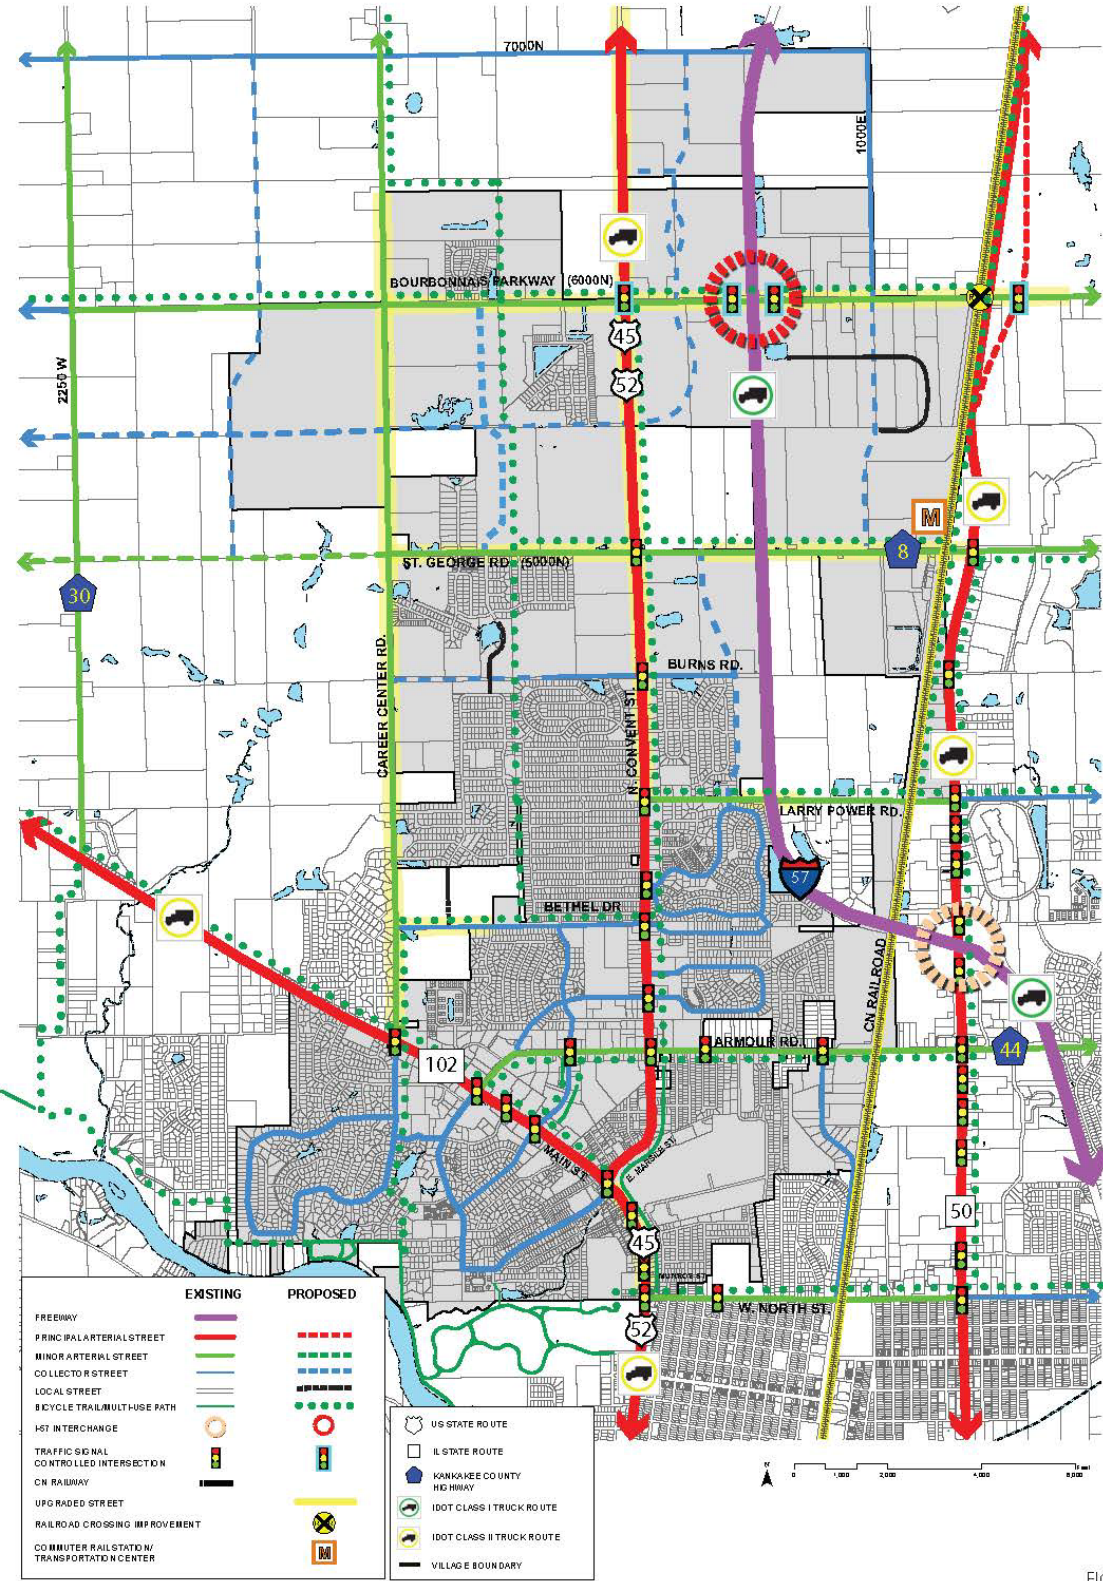 7000N
1000E
BOURBONNAIS PARKWAY (6000N)
45
52
2250 W
M
8
ST. GEORGE RD. (5000N)
30
BURNS RD.
CAREER CENTER RD.
N. CONVENT ST.
LARRY POWER RD.
57
BETHEL DR
CN RAILROAD
ARMOUR RD.
44
102
MAIN ST.
E. MARSILE ST.
50
45
MUNROE ST.
W. NORTH ST.
52
EXISTING PROPOSED
FREEWAY
PRINCIPAL ARTERIAL STREET
MINOR ARTERIAL STREET
COLLECTOR STREET
LOCAL STREET
BICYCLE TRAIL/MULTI-USE PATH
I-57 INTERCHANGE
TRAFFIC SIGNAL
CONTROLLED INTERSECTION
CN RAILWAY
UPGRADED STREET
RAILROAD CROSSING IMPROVEMENT
COMMUTER RAIL STATION/
TRANSPORTATION CENTER
M
US STATE ROUTE
IL STATE ROUTE
KANKAKEE COUNTY
HIGHWAY
IDOT CLASS I TRUCK ROUTE
IDOT CLASS II TRUCK ROUTE
VILLAGE BOUNDARY
N
Feet
0 1,000 2,000 4,000 8,000